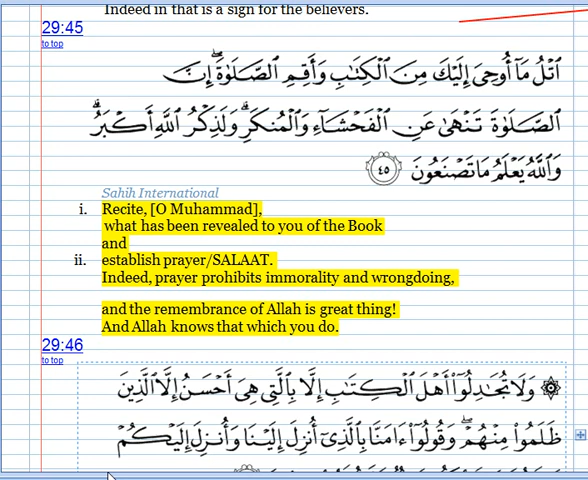 Indeed in that is a sign for the believers.
29:45
to top
ٱتۡلُ مَآ أُوحِيَ إِلَيۡكَ مِنَ ٱلۡكِتَٰبِ وَأَقِمِ ٱلصَّلَوٰةَۖ إِنَّ
ٱلصَّلَوٰةَ تَنۡهَىٰ عَنِ ٱلۡفَحۡشَآءِ وَٱلۡمُنكَرِۗ وَلَذِكۡرُ ٱللَّهِ أَكۡبَرُۗ
وَٱللَّهُ يَعۡلَمُ مَا تَصۡنَعُونَ ٤٥
Sahih International
i. Recite, [O Muhammad],
what has been revealed to you of the Book
and
ii. establish prayer/SALAAT.
Indeed, prayer prohibits immorality and wrongdoing,
and the remembrance of Allah is great thing!
And Allah knows that which you do.
29:46
to top
۞ وَلَا تُجَٰدِلُوٓاْ أَهۡلَ ٱلۡكِتَٰبِ إِلَّا بِٱلَّتِي هِيَ أَحۡسَنُ إِلَّا ٱلَّذِينَ
ظَلَمُواْ مِنۡهُمۡۖ وَقُولُوٓاْ ءَامَنَّا بِٱلَّذِيٓ أُنزِلَ إِلَيۡنَا وَأُنزِلَ إِلَيۡكُمۡ